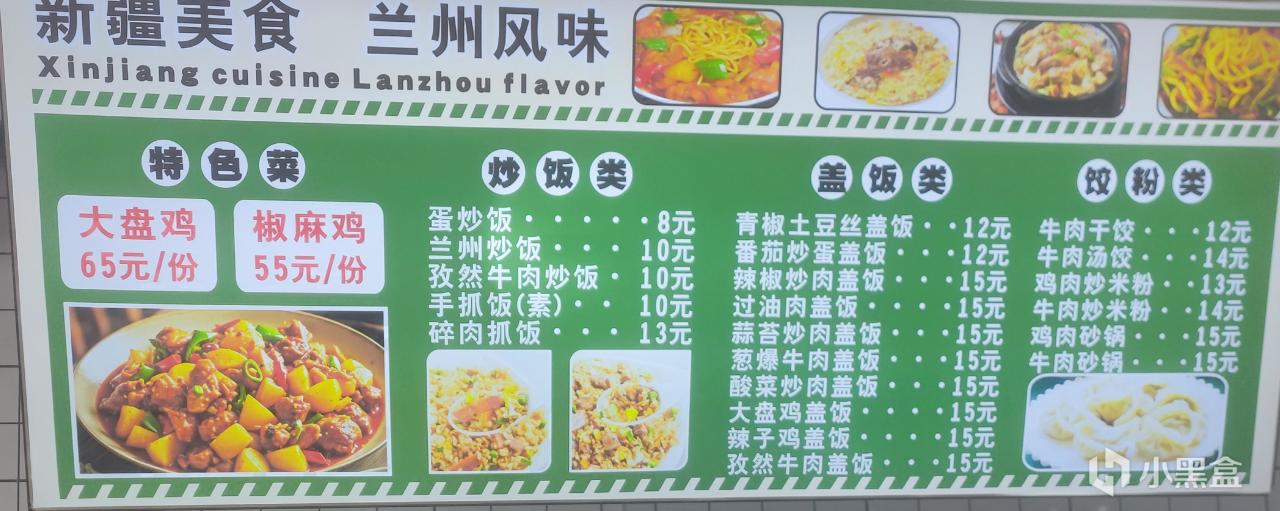 新疆美食 兰州风味
Xinjiang cuisine Lanzhou flavor
特色菜
大盘鸡
65元/份
椒麻鸡
55元/份
炒饭类
蛋炒饭······8元
兰州炒饭···10元
孜然牛肉炒饭·10元
手抓饭(素)··10元
碎肉抓饭···13元
盖饭类
青椒土豆丝盖饭··12元
番茄炒蛋盖饭···12元
辣椒炒肉盖饭···15元
过油肉盖饭····15元
蒜苔炒肉盖饭···15元
葱爆牛肉盖饭···15元
酸菜炒肉盖饭···15元
大盘鸡盖饭····15元
辣子鸡盖饭····15元
孜然牛肉盖饭···15元
饺粉类
牛肉干饺···12元
牛肉汤饺···14元
鸡肉炒米粉··13元
牛肉炒米粉··14元
鸡肉砂锅···15元
牛肉砂锅···15元
小黑盒